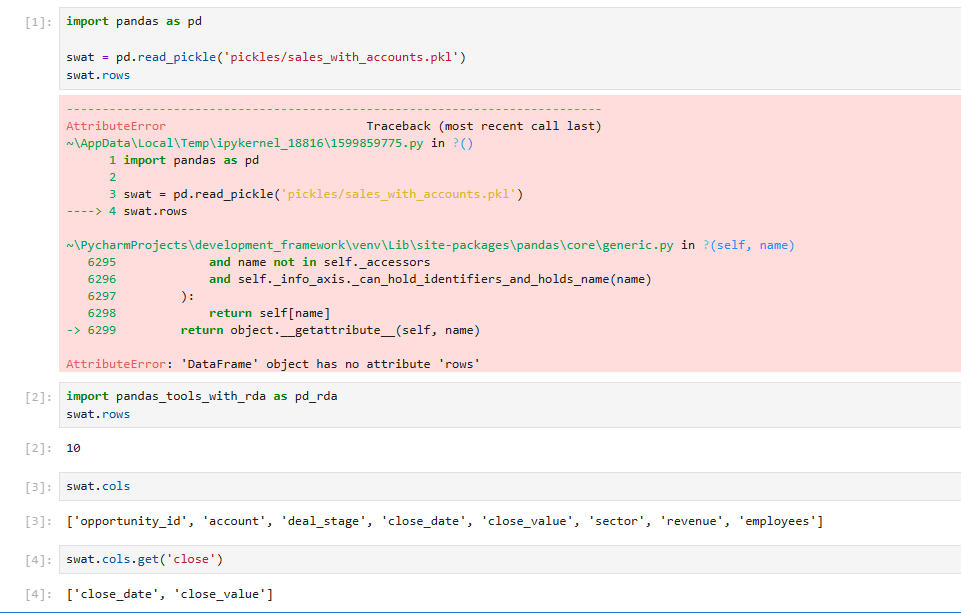 [1]: import pandas as pd
swat = pd.read_pickle('pickles/sales_with_accounts.pkl')
swat.rows
---------------------------------------------------------------------------
AttributeError                            Traceback (most recent call last)
~\AppData\Local\Temp\ipykernel_18816\1599859775.py in ?()
      1 import pandas as pd
      2
      3 swat = pd.read_pickle('pickles/sales_with_accounts.pkl')
----> 4 swat.rows
~\PycharmProjects\development_framework\venv\Lib\site-packages\pandas\core\generic.py in ?(self, name)
   6295             and name not in self._accessors
   6296             and self._info_axis._can_hold_identifiers_and_holds_name(name)
   6297         ):
   6298             return self[name]
-> 6299         return object.__getattribute__(self, name)
AttributeError: 'DataFrame' object has no attribute 'rows'
[2]: import pandas_tools_with_rda as pd_rda
swat.rows
[2]: 10
[3]: swat.cols
[3]: ['opportunity_id', 'account', 'deal_stage', 'close_date', 'close_value', 'sector', 'revenue', 'employees']
[4]: swat.cols.get('close')
[4]: ['close_date', 'close_value']